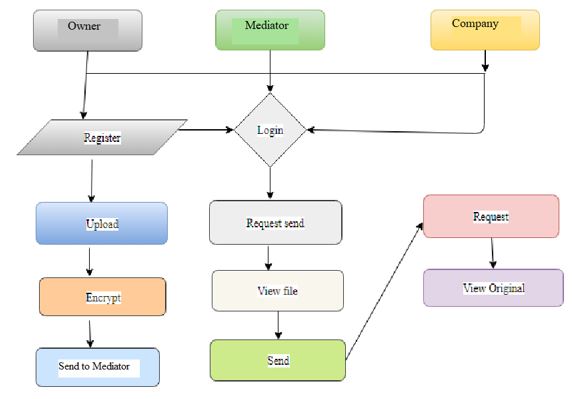 Owner
Mediator
Company
Register
Login
Upload
Request send
Request
Encrypt
View file
View Original
Send to Mediator
Send